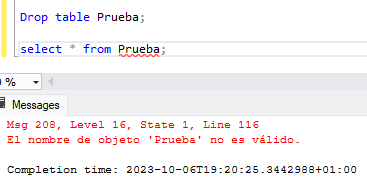 Drop table Prueba;
select * from Prueba;
%
Messages
Msg 208, Level 16, State 1, Line 116
El nombre de objeto 'Prueba' no es válido.
Completion time: 2023-10-06T19:20:25.3442988+01:00